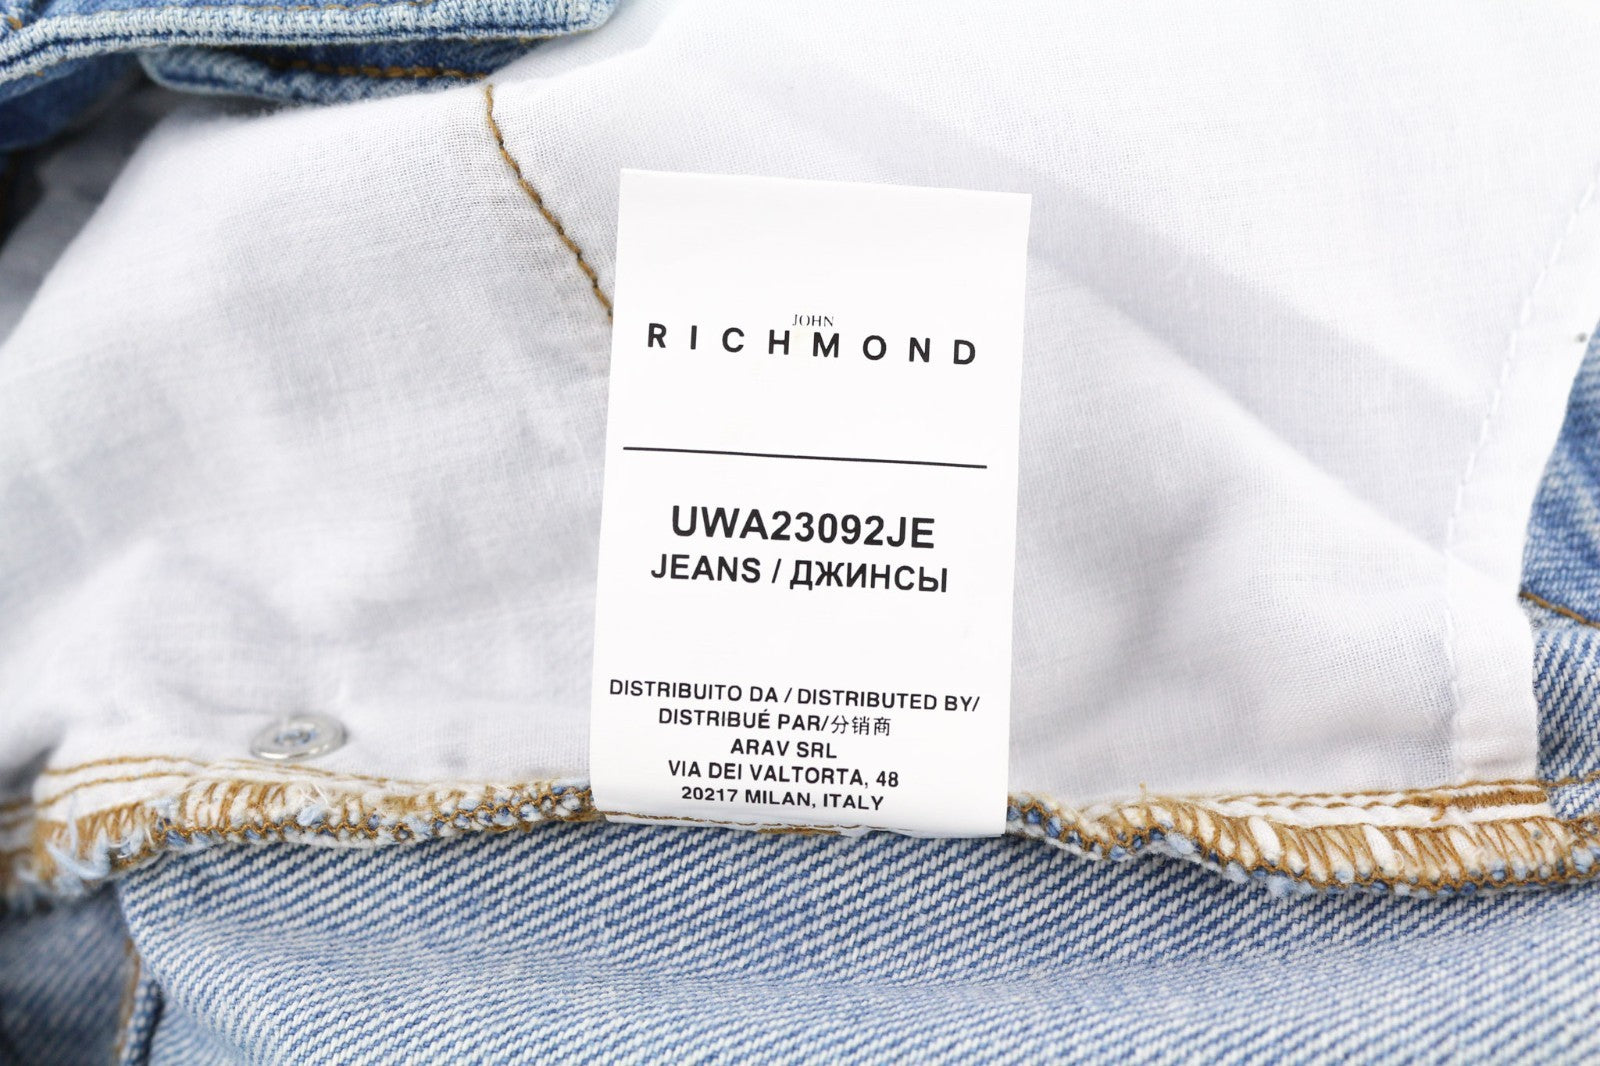 JOHN
RICHMOND
UWA23092JE
JEANS / ДЖИНСЫ
DISTRIBUITO DA / DISTRIBUTED BY/
DISTRIBUÉ PAR/分销商
ARAV SRL
VIA DEI VALTORTA, 48
20217 MILAN, ITALY